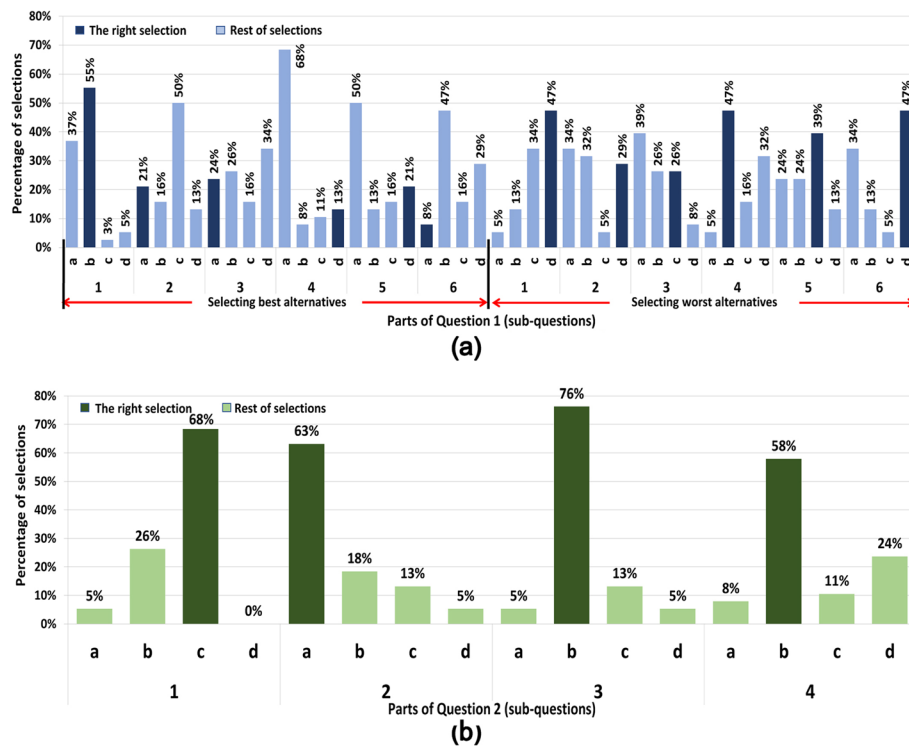 80%
The right selection Rest of selections
70%
60%
50%
40%
30%
20%
10%
0%
Percentage of selections
37% 55% 3% 5% 21% 16% 50% 13% 24% 26% 16% 34% 68% 8% 11% 13% 50% 13% 16% 21% 8% 47% 16% 29% 5% 13% 34% 47% 34% 32% 5% 29% 39% 26% 26% 8% 5% 47% 16% 32% 24% 24% 39% 13% 34% 13% 5% 47%
a b c d a b c d a b c d a b c d a b c d a b c d a b c d a b c d a b c d a b c d a b c d a b c d
1 2 3 4 5 6 1 2 3 4 5 6
Selecting best alternatives Selecting worst alternatives
Parts of Question 1 (sub-questions)
(a)
80%
The right selection Rest of selections
70%
60%
50%
40%
30%
20%
10%
0%
Percentage of selections
5% 26% 68% 0% 63% 18% 13% 5% 5% 76% 13% 5% 8% 58% 11% 24%
a b c d a b c d a b c d a b c d
1 2 3 4
Parts of Question 2 (sub-questions)
(b)